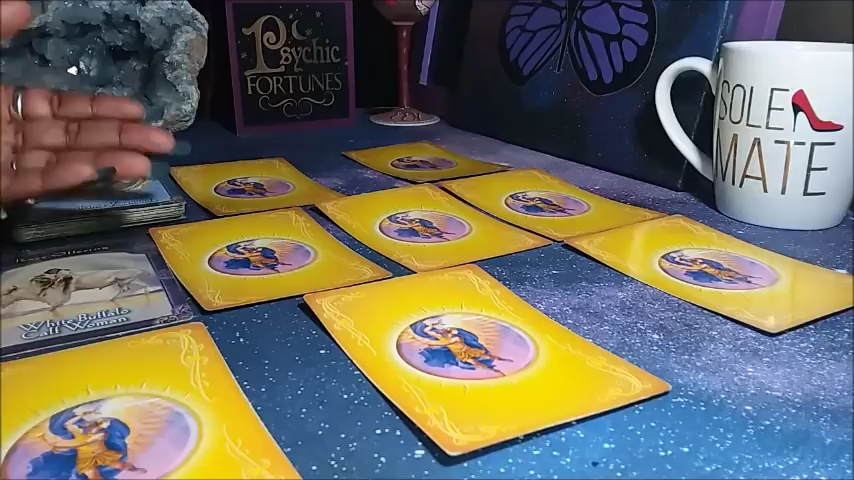 Psychic
FORTUNES
SOLE
MATE
White Buffalo
Calf Woman